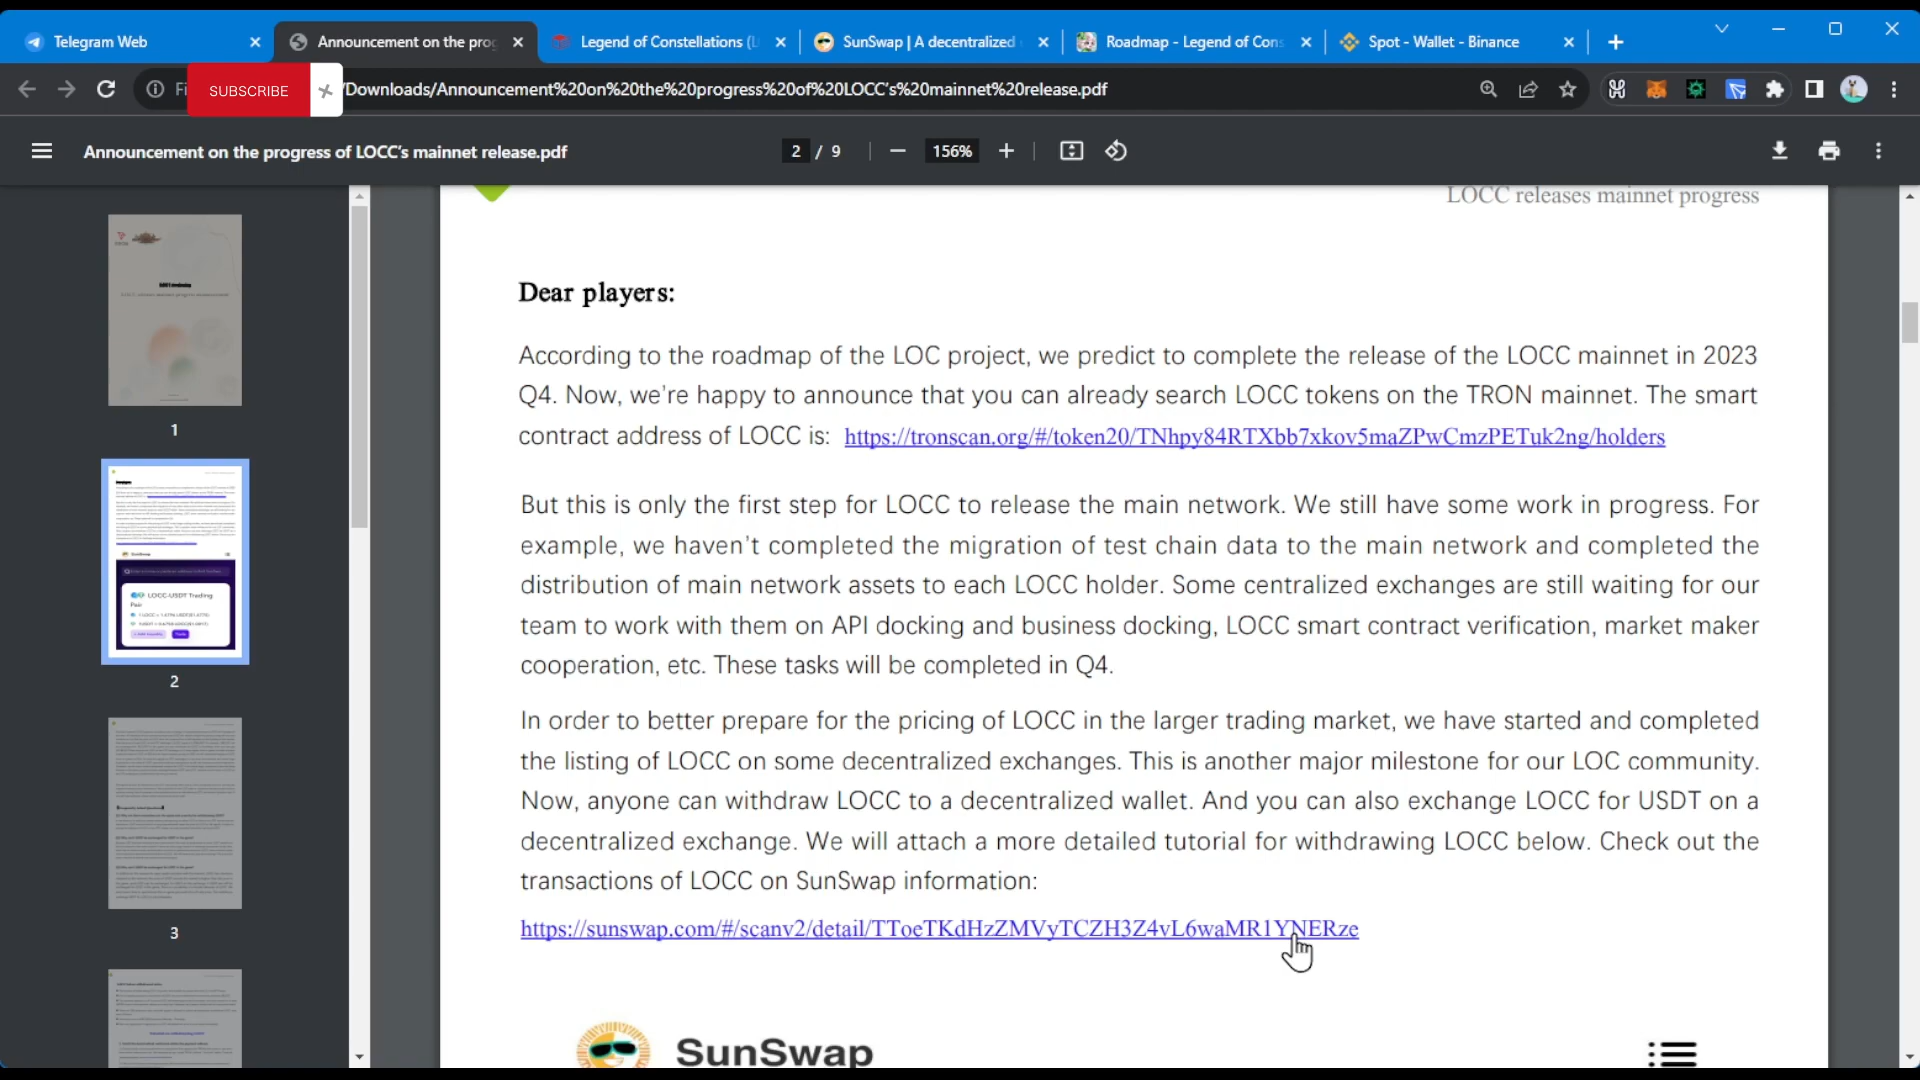 Telegram Web
Announcement on the prog
Legend of Constellations (L
SunSwap | A decentralized
Roadmap - Legend of Cons
Spot - Wallet - Binance
Fi
SUBSCRIBE
/Downloads/Announcement%20on%20the%20progress%20of%20LOCC's%20mainnet%20release.pdf
Announcement on the progress of LOCC's mainnet release.pdf
2 / 9
156%
LOCC releases mainnet progress
Dear players:
According to the roadmap of the LOC project, we predict to complete the release of the LOCC mainnet in 2023
Q4. Now, we're happy to announce that you can already search LOCC tokens on the TRON mainnet. The smart
contract address of LOCC is: https://tronscan.org/#/token20/TNhpy84RTXbb7xkov5maZPwCmzPETuk2ng/holders
But this is only the first step for LOCC to release the main network. We still have some work in progress. For
example, we haven't completed the migration of test chain data to the main network and completed the
distribution of main network assets to each LOCC holder. Some centralized exchanges are still waiting for our
team to work with them on API docking and business docking, LOCC smart contract verification, market maker
cooperation, etc. These tasks will be completed in Q4.
In order to better prepare for the pricing of LOCC in the larger trading market, we have started and completed
the listing of LOCC on some decentralized exchanges. This is another major milestone for our LOC community.
Now, anyone can withdraw LOCC to a decentralized wallet. And you can also exchange LOCC for USDT on a
decentralized exchange. We will attach a more detailed tutorial for withdrawing LOCC below. Check out the
transactions of LOCC on SunSwap information:
https://sunswap.com/#/scanv2/detail/TToeTKdHzZMVyTCZH3Z4vL6waMR1YNERze
SunSwap
1
SunSwap
LOCC-USDT Trading
Pair
2
3